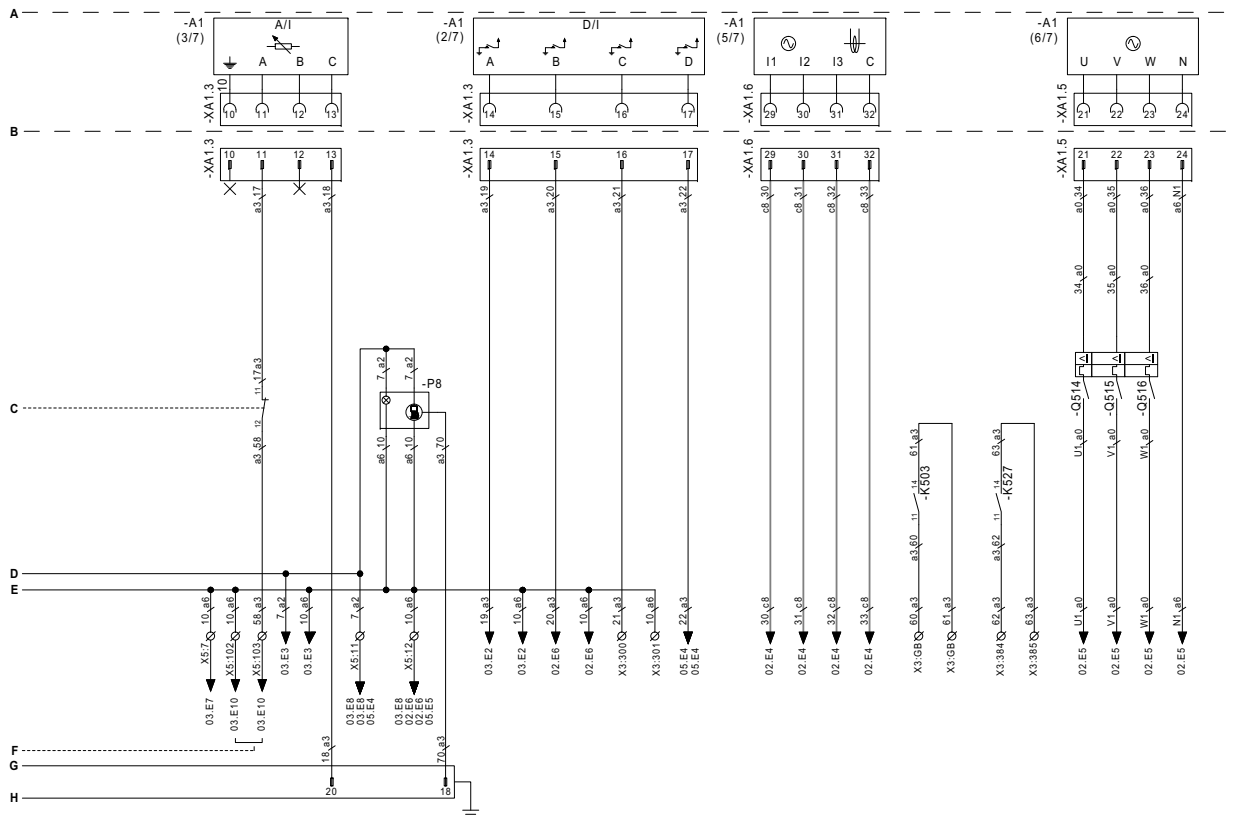 A
-A1
(3/7)
A/I
A B C
10
-XA1.3
10 11 12 13
-A1
(2/7)
D/I
A B C D
-XA1.3
14 15 16 17
-A1
(5/7)
I1 I2 I3 C
-XA1.6
29 30 31 32
-A1
(6/7)
U V W N
-XA1.5
21 22 23 24
B
-XA1.3
10 11 12 13
14 15 16 17
-XA1.6
29 30 31 32
-XA1.5
21 22 23 24
a3 17
a3 18
a3 19
a3 20
a3 21
a3 22
c8 30
c8 31
c8 32
c8 33
a0 34
a0 35
a0 36
a6 N1
34 a0
35 a0
36 a0
17 a3
11
7 a2
7 a2
-P8
-Q514
-Q515
-Q516
C
12
a3 58
a6 10
a6 10
a3 70
61 a3
14
-K503
11
a3 60
63 a3
14
-K527
11
a3 62
U1 a0
V1 a0
W1 a0
D
E
10 a6
10 a6
58 a3
7 a2
10 a6
7 a2
10 a6
19 a3
10 a6
20 a3
10 a6
21 a3
10 a6
22 a3
30 c8
31 c8
32 c8
33 c8
60 a3
61 a3
62 a3
63 a3
U1 a0
V1 a0
W1 a0
N1 a6
X5:7
X5:102
X5:103
03.E3
03.E3
X5:11
X5:12
03.E2
03.E2
02.E6
02.E6
X3:300
X3:301
05.E4
05.E4
02.E4
02.E4
02.E4
02.E4
X3:GB
X3:GB
X3:384
X3:385
02.E5
02.E5
02.E5
02.E5
03.E7
03.E10
03.E10
03.E8
03.E8
05.E4
03.E8
02.E6
02.E6
05.E5
F
18 a3
70 a3
G
20
18
H